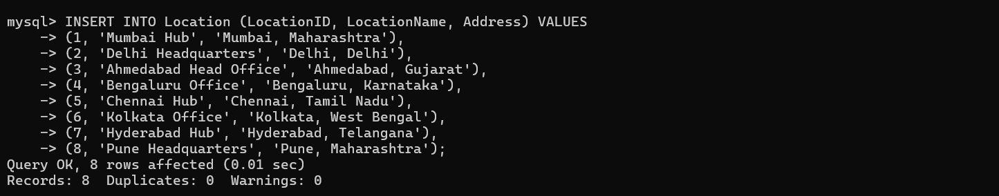 mysql> INSERT INTO Location (LocationID, LocationName, Address) VALUES
    -> (1, 'Mumbai Hub', 'Mumbai, Maharashtra'),
    -> (2, 'Delhi Headquarters', 'Delhi, Delhi'),
    -> (3, 'Ahmedabad Head Office', 'Ahmedabad, Gujarat'),
    -> (4, 'Bengaluru Office', 'Bengaluru, Karnataka'),
    -> (5, 'Chennai Hub', 'Chennai, Tamil Nadu'),
    -> (6, 'Kolkata Office', 'Kolkata, West Bengal'),
    -> (7, 'Hyderabad Hub', 'Hyderabad, Telangana'),
    -> (8, 'Pune Headquarters', 'Pune, Maharashtra');
Query OK, 8 rows affected (0.01 sec)
Records: 8  Duplicates: 0  Warnings: 0